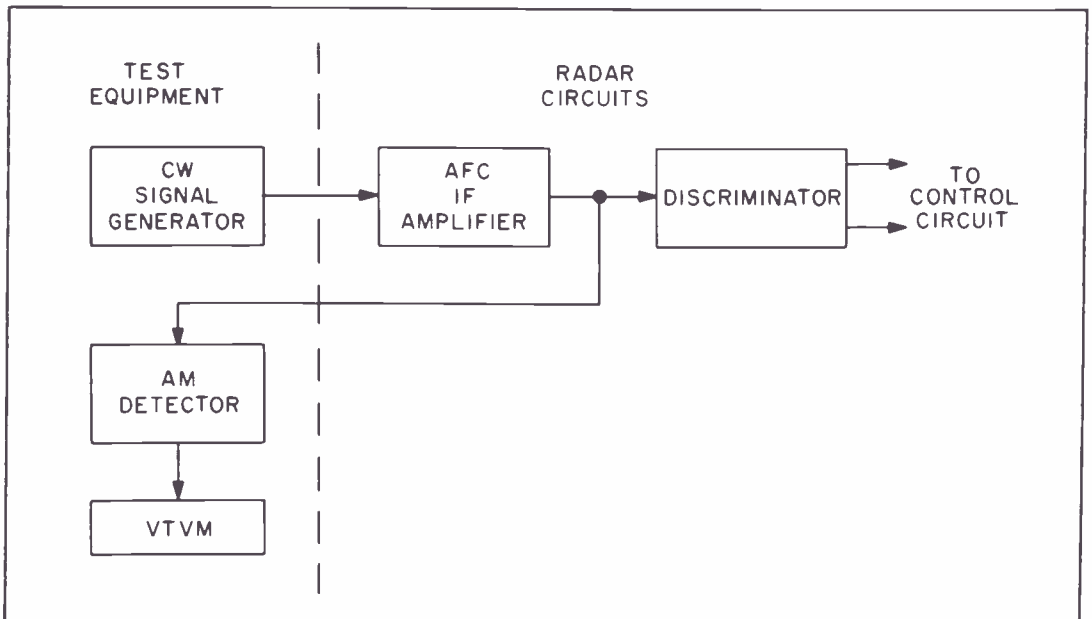 TEST
EQUIPMENT
RADAR
CIRCUITS
CW
SIGNAL
GENERATOR
AFC
IF
AMPLIFIER
DISCRIMINATOR
TO
CONTROL
CIRCUIT
AM
DETECTOR
VTVM